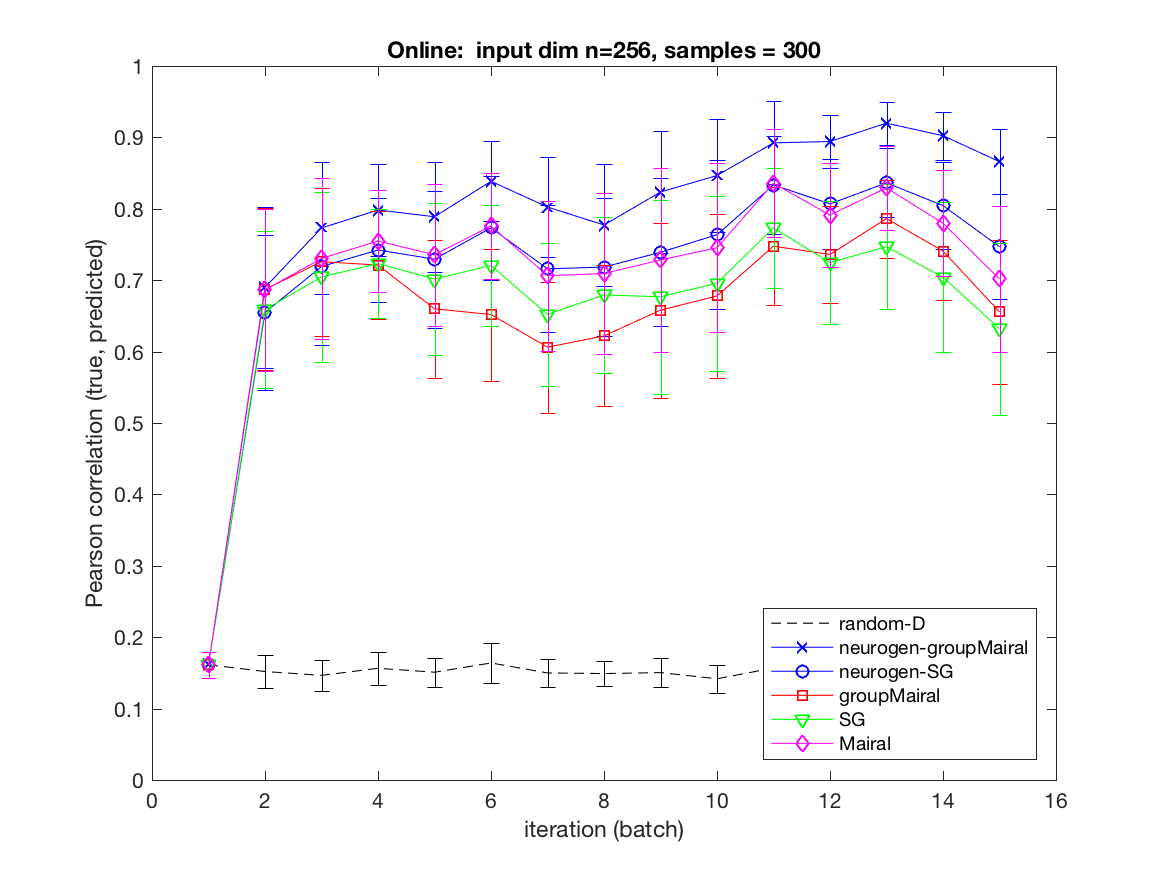 Online:  input dim n=256, samples = 300
Pearson correlation (true, predicted)
1
0.9
0.8
0.7
0.6
0.5
0.4
0.3
0.2
0.1
0
0 2 4 6 8 10 12 14 16
iteration (batch)
random-D
neurogen-groupMairal
neurogen-SG
groupMairal
SG
Mairal